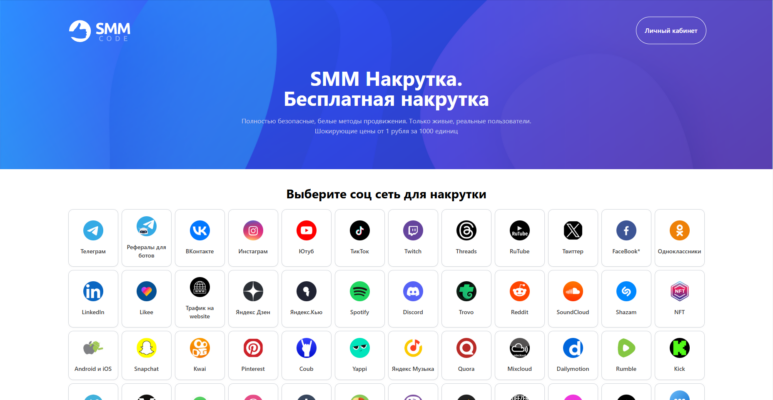 SMM
CODE
Личный кабинет
SMM Накрутка.
Бесплатная накрутка
Полностью безопасные, белые методы продвижения. Только живые, реальные пользователи.
Шокирующие цены от 1 рубля за 1000 единиц
Выберите соц сеть для накрутки
Телеграм
Рефералы для
ботов
ВКонтакте
Инстаграм
Ютуб
ТикТок
Twitch
Threads
RuTube
Твиттер
FaceBook*
Одноклассники
LinkedIn
Likee
Трафик на
website
Яндекс Дзен
Яндекс.Кью
Spotify
Discord
Trovo
Reddit
SoundCloud
Shazam
NFT
Android и iOS
Snapchat
Kwai
Pinterest
Coub
Yappi
Яндекс Музыка
Quora
Mixcloud
Dailymotion
Rumble
Kick